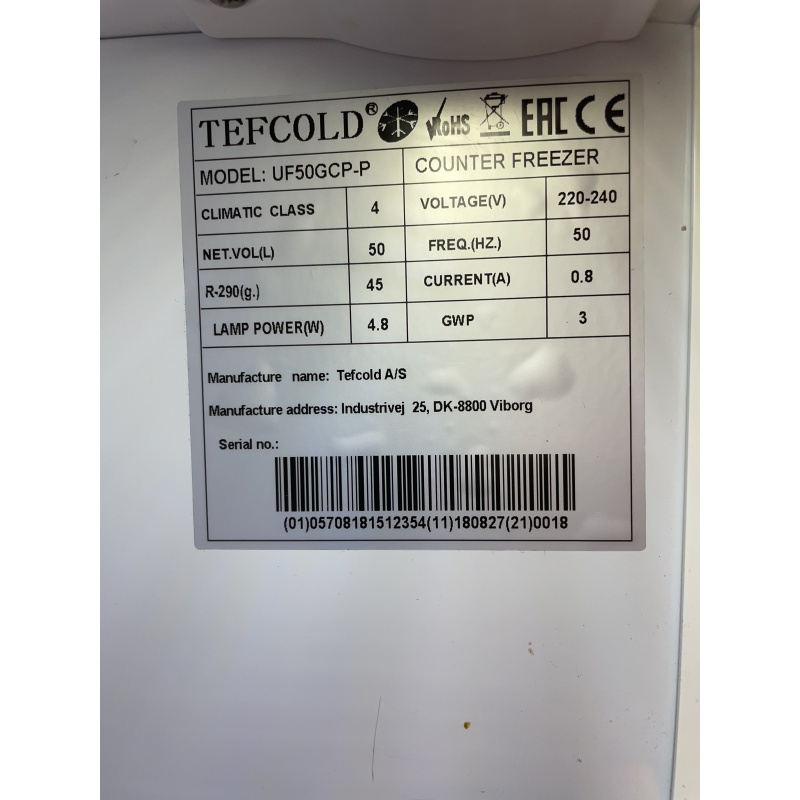 TEFCOLD® RoHS EAC CE
MODEL: UF50GCP-P COUNTER FREEZER
CLIMATIC CLASS 4 VOLTAGE(V) 220-240
NET.VOL(L) 50 FREQ.(HZ.) 50
R-290(g.) 45 CURRENT(A) 0.8
LAMP POWER(W) 4.8 GWP 3
Manufacture name: Tefcold A/S
Manufacture address: Industrivej 25, DK-8800 Viborg
Serial no.:
(01)05708181512354(11)180827(21)0018